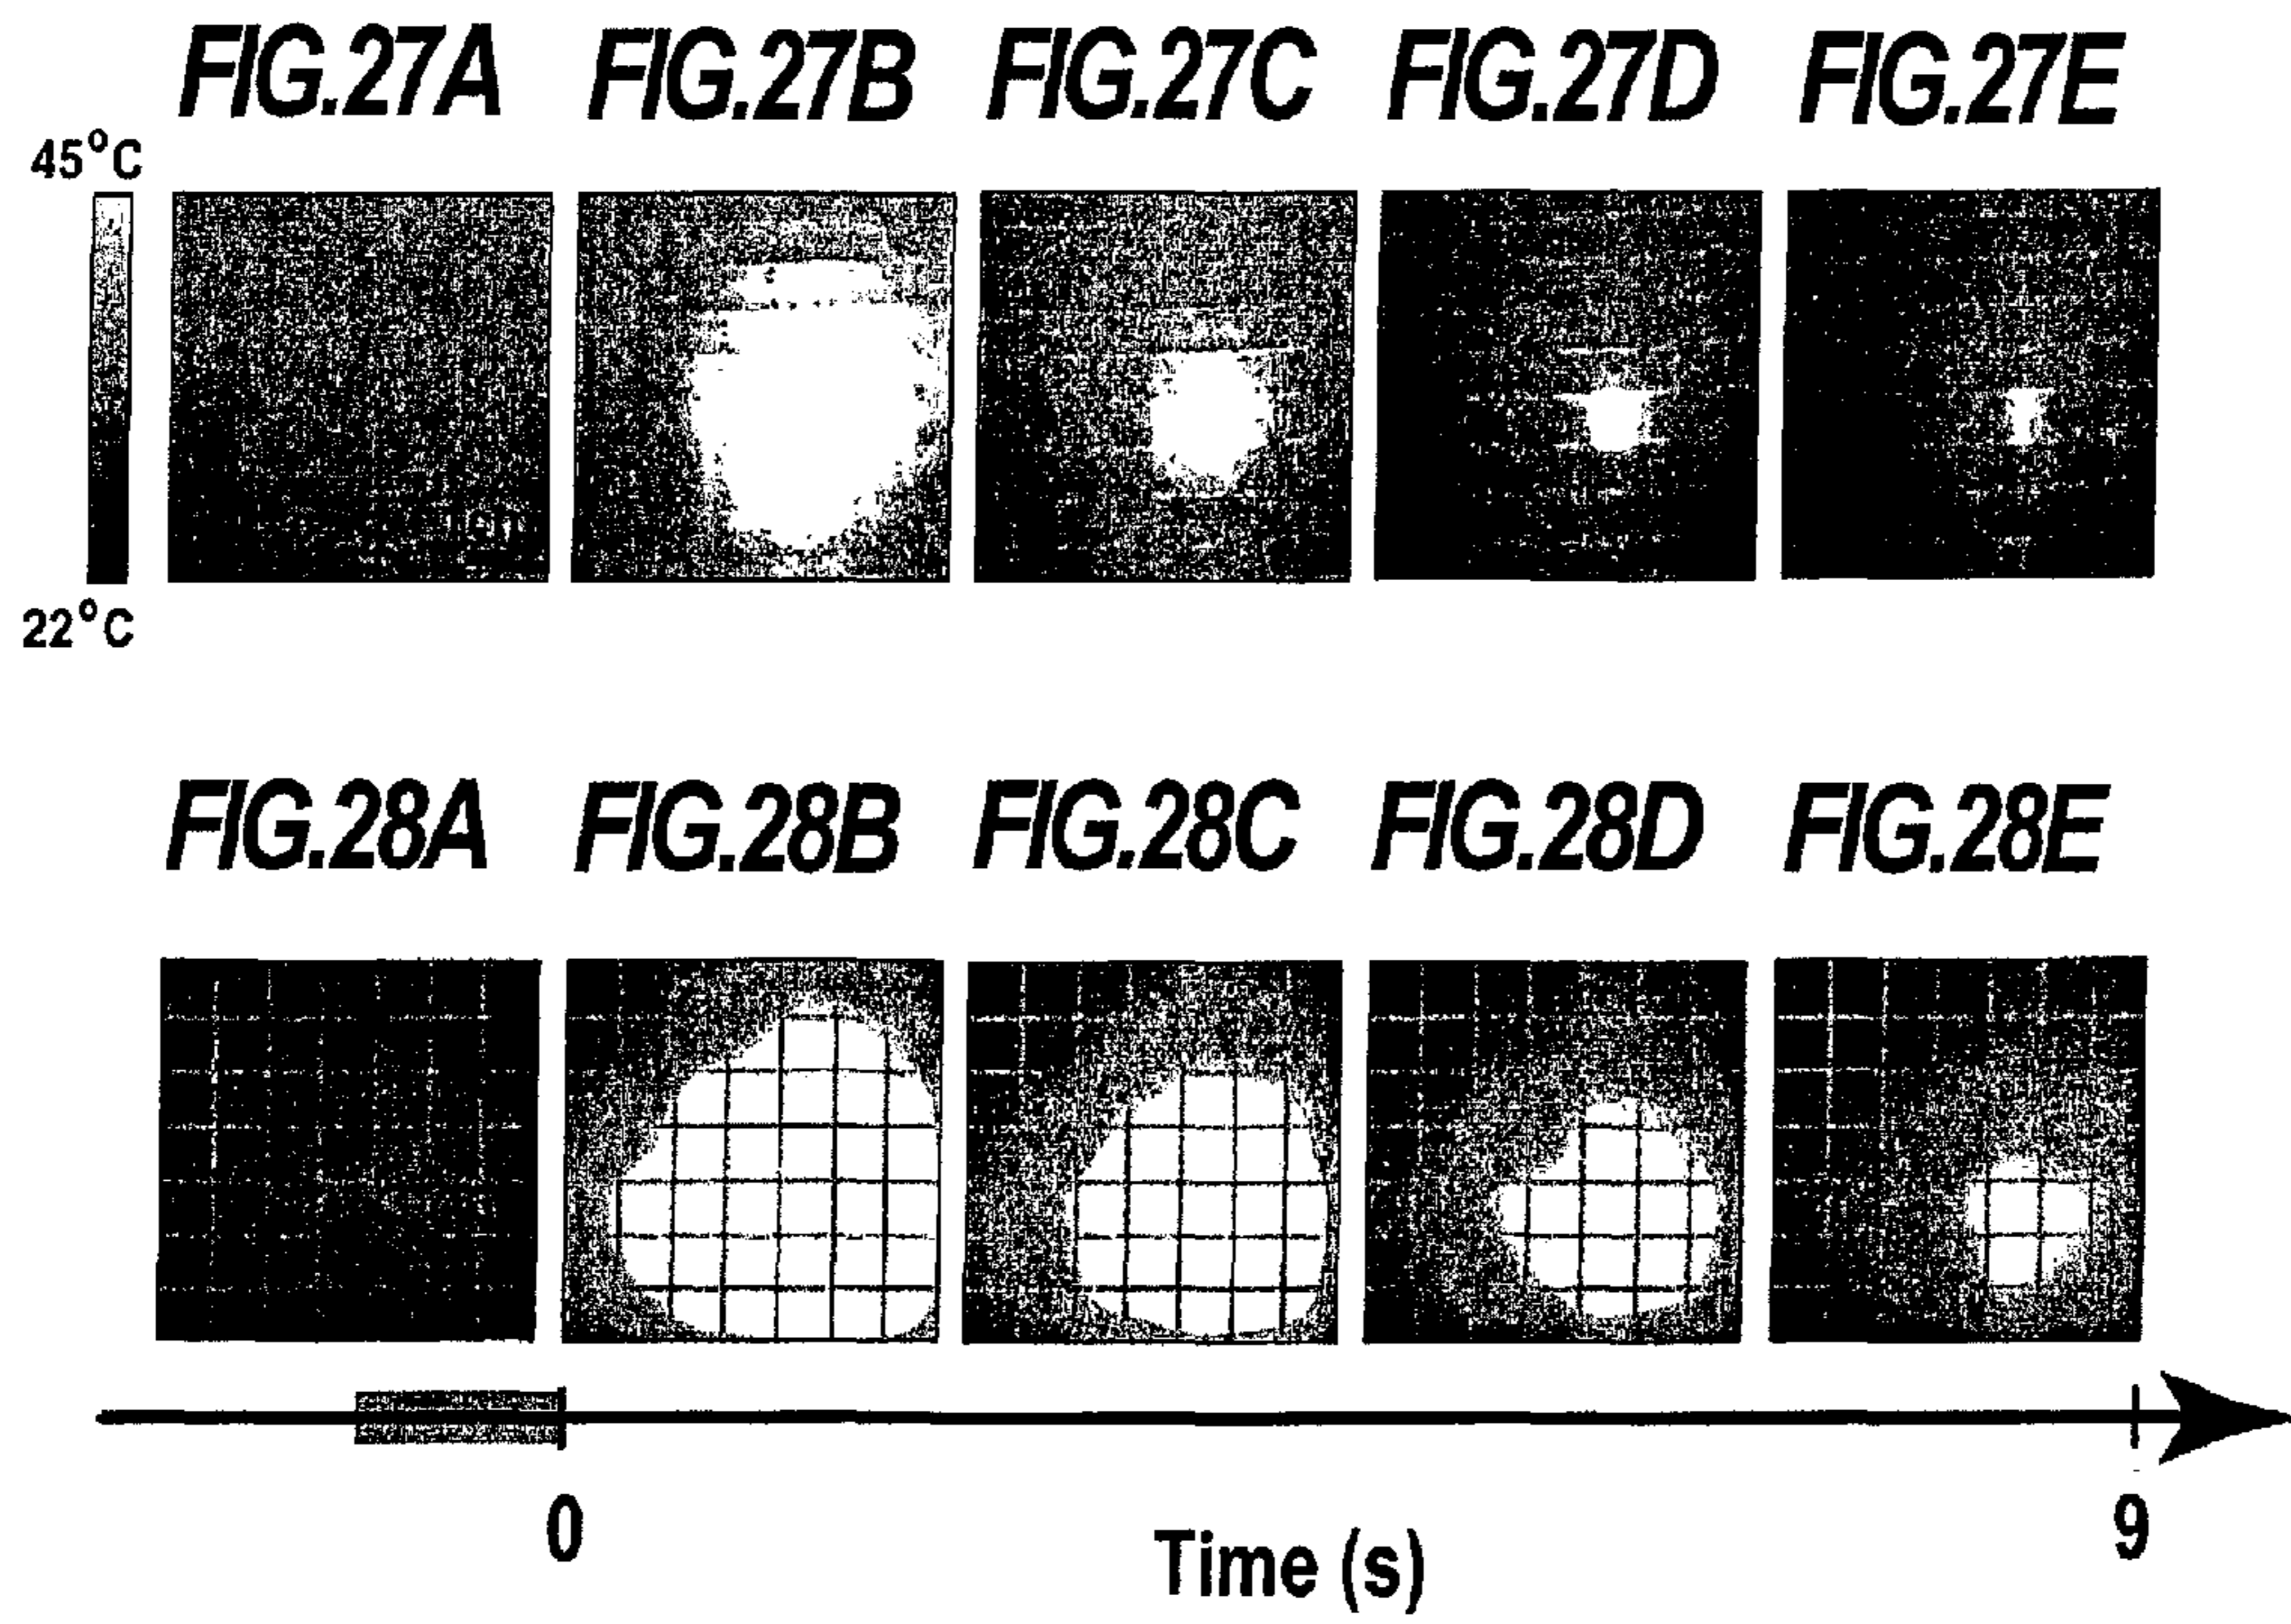 FIG.27A FIG.27B FIG.27C FIG.27D FIG.27E
45°C
22°C
FIG.28A FIG.28B FIG.28C FIG.28D FIG.28E
0
9
Time (s)